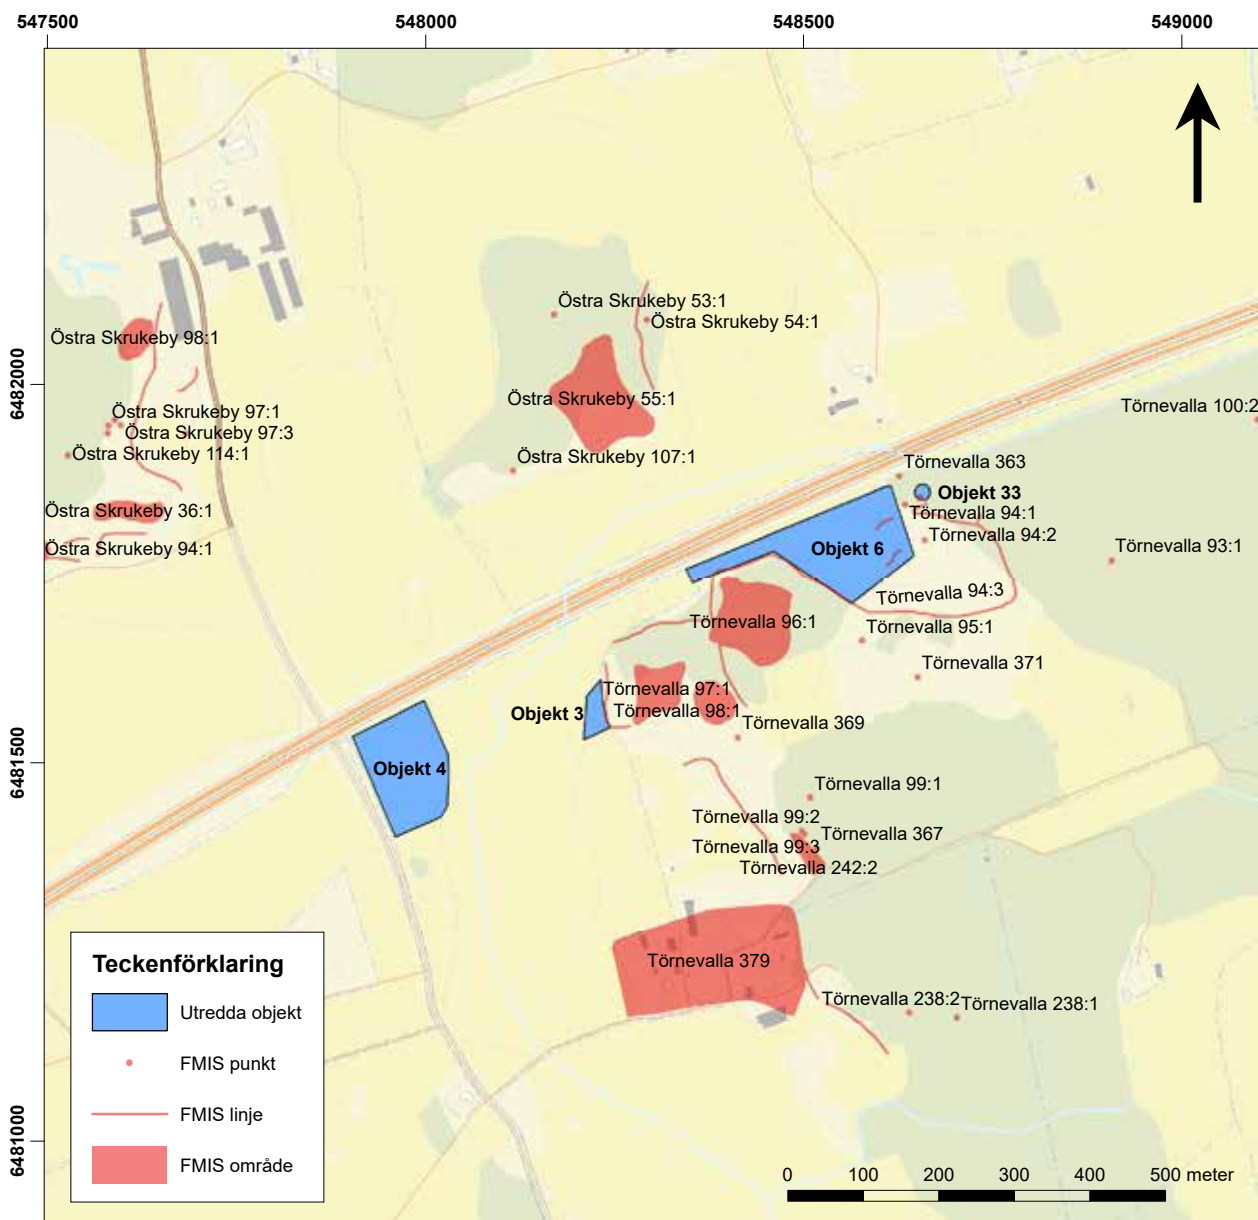 547500
548000
548500
549000
Östra Skrukeby 53:1
Östra Skrukeby 54:1
Östra Skrukeby 98:1
6482000
Östra Skrukeby 55:1
Törnevalla 100:2
Östra Skrukeby 97:1
Östra Skrukeby 97:3
Östra Skrukeby 114:1
Östra Skrukeby 107:1
Törnevalla 363
Objekt 33
Östra Skrukeby 36:1
Törnevalla 94:1
Törnevalla 94:2
Östra Skrukeby 94:1
Objekt 6
Törnevalla 93:1
Törnevalla 94:3
Törnevalla 96:1
Törnevalla 95:1
Törnevalla 371
Törnevalla 97:1
Objekt 3
Törnevalla 98:1
Törnevalla 369
6481500
Objekt 4
Törnevalla 99:1
Törnevalla 99:2
Törnevalla 367
Törnevalla 99:3
Törnevalla 242:2
Törnevalla 379
Törnevalla 238:2
Törnevalla 238:1
6481000
Teckenförklaring
Utredda objekt
FMIS punkt
FMIS linje
FMIS område
0 100 200 300 400 500 meter